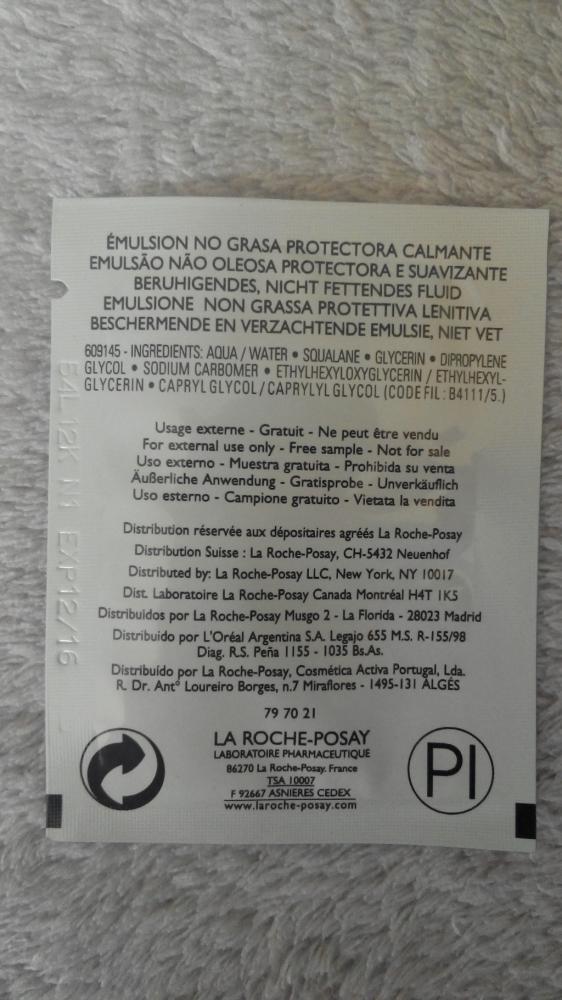 ÉMULSION NO GRASA PROTECTORA CALMANTE
EMULSÃO NÃO OLEOSA PROTECTORA E SUAVIZANTE
BERUHIGENDES, NICHT FETTENDES FLUID
EMULSIONE NON GRASSA PROTETTIVA LENITIVA
BESCHERMENDE EN VERZACHTENDE EMULSIE, NIET VET
609145 - INGREDIENTS: AQUA / WATER • SQUALANE • GLYCERIN • DIPROPYLENE
GLYCOL • SODIUM CARBOMER • ETHYLHEXYLOXYGLYCERIN / ETHYLHEXYL-
GLYCERIN • CAPRYL GLYCOL / CAPRYLYL GLYCOL (CODE FIL : B4111/5.)
Usage externe - Gratuit - Ne peut être vendu
For external use only - Free sample - Not for sale
Uso externo - Muestra gratuita - Prohibida su venta
Äußerliche Anwendung - Gratisprobe - Unverkäuflich
Uso esterno - Campione gratuito - Vietata la vendita
Distribution réservée aux dépositaires agréés La Roche-Posay
Distribution Suisse : La Roche-Posay, CH-5432 Neuenhof
Distributed by: La Roche-Posay LLC, New York, NY 10017
Dist. Laboratoire La Roche-Posay Canada Montréal H4T 1K5
Distribuidos por La Roche-Posay Musgo 2 - La Florida - 28023 Madrid
Distribuido por L'Oréal Argentina S.A. Legajo 655 M.S. R-155/98
Diag. R.S. Peña 1155 - 1035 Bs.As.
Distribuído por La Roche-Posay, Cosmética Activa Portugal, Lda.
R. Dr. Antº Loureiro Borges, n.7 Miraflores - 1495-131 ALGÉS
79 70 21
LA ROCHE-POSAY
LABORATOIRE PHARMACEUTIQUE
86270 La Roche-Posay. France
TSA 10007
F 92667 ASNIERES CEDEX
www.laroche-posay.com
PI
12K N1 EXP12/16